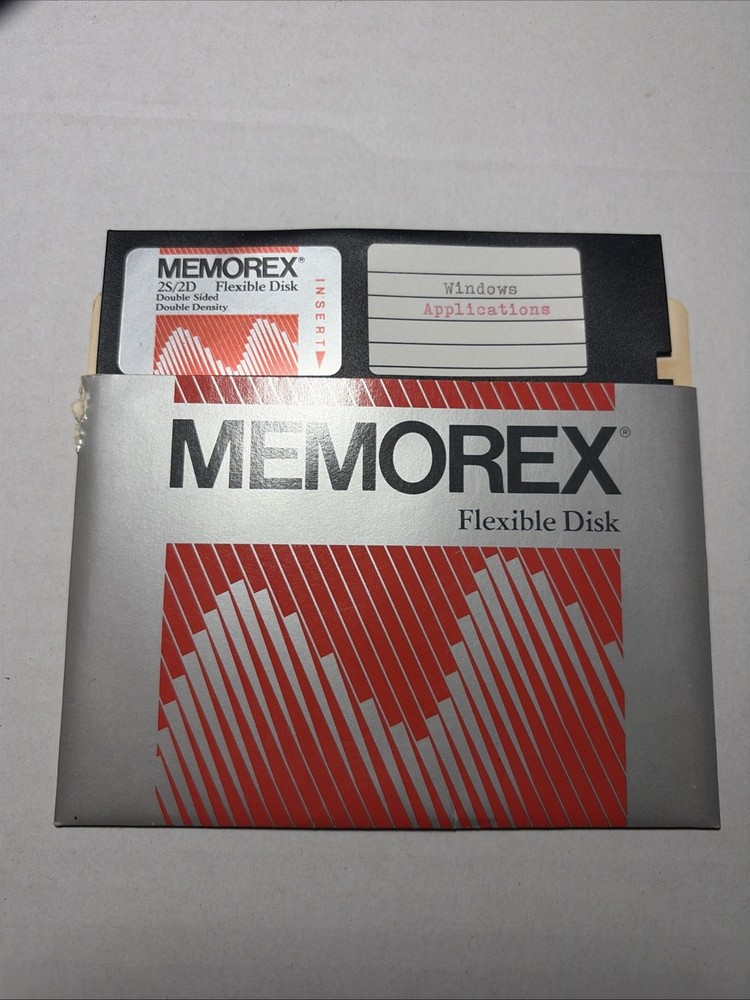 MEMOREX®
2S/2D Flexible Disk
Double Sided
Double Density
INSERT
Windows
Applications
MEMOREX®
Flexible Disk